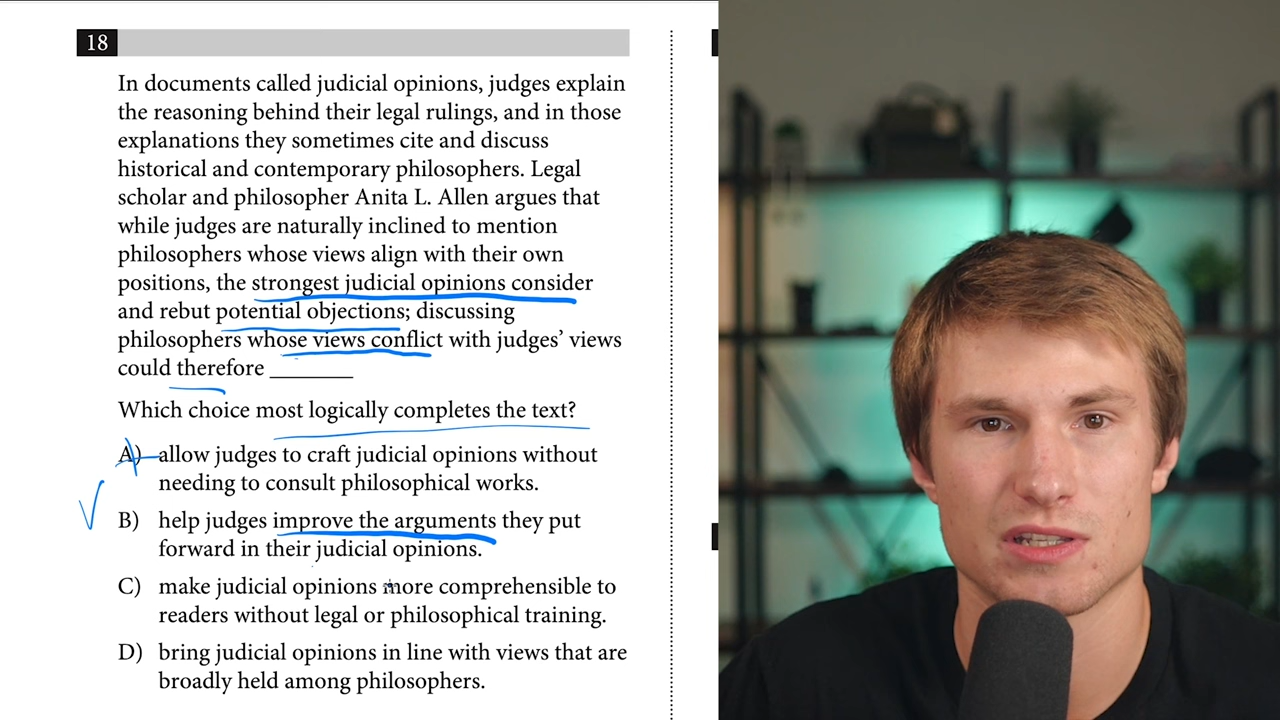 18
In documents called judicial opinions, judges explain
the reasoning behind their legal rulings, and in those
explanations they sometimes cite and discuss
historical and contemporary philosophers. Legal
scholar and philosopher Anita L. Allen argues that
while judges are naturally inclined to mention
philosophers whose views align with their own
positions, the strongest judicial opinions consider
and rebut potential objections; discussing
philosophers whose views conflict with judges’ views
could therefore ________
Which choice most logically completes the text?
A) allow judges to craft judicial opinions without
needing to consult philosophical works.
B) help judges improve the arguments they put
forward in their judicial opinions.
C) make judicial opinions more comprehensible to
readers without legal or philosophical training.
D) bring judicial opinions in line with views that are
broadly held among philosophers.